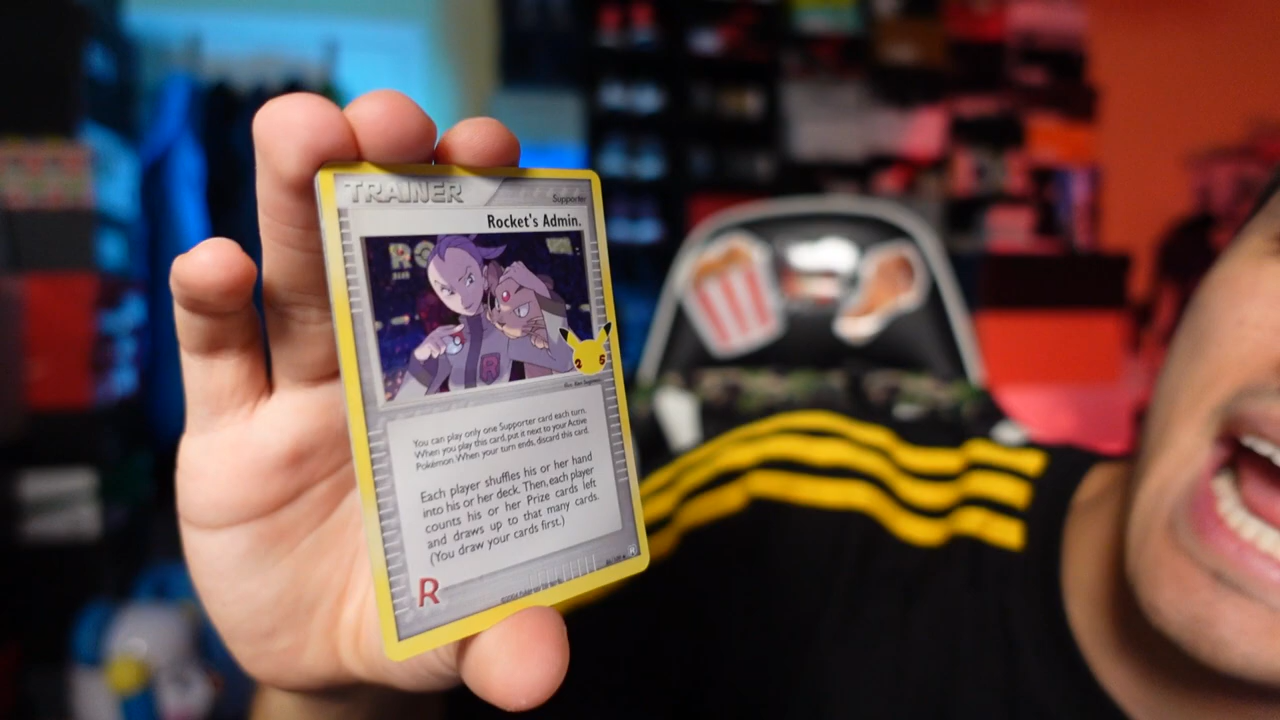 TRAINER
Supporter
Rocket's Admin.
R
25
You can play only one Supporter card each turn.
When you play this card, put it next to your Active
Pokémon. When your turn ends, discard this card.
Each player shuffles his or her hand
into his or her deck. Then, each player
counts his or her Prize cards left
and draws up to that many cards.
(You draw your cards first.)
R